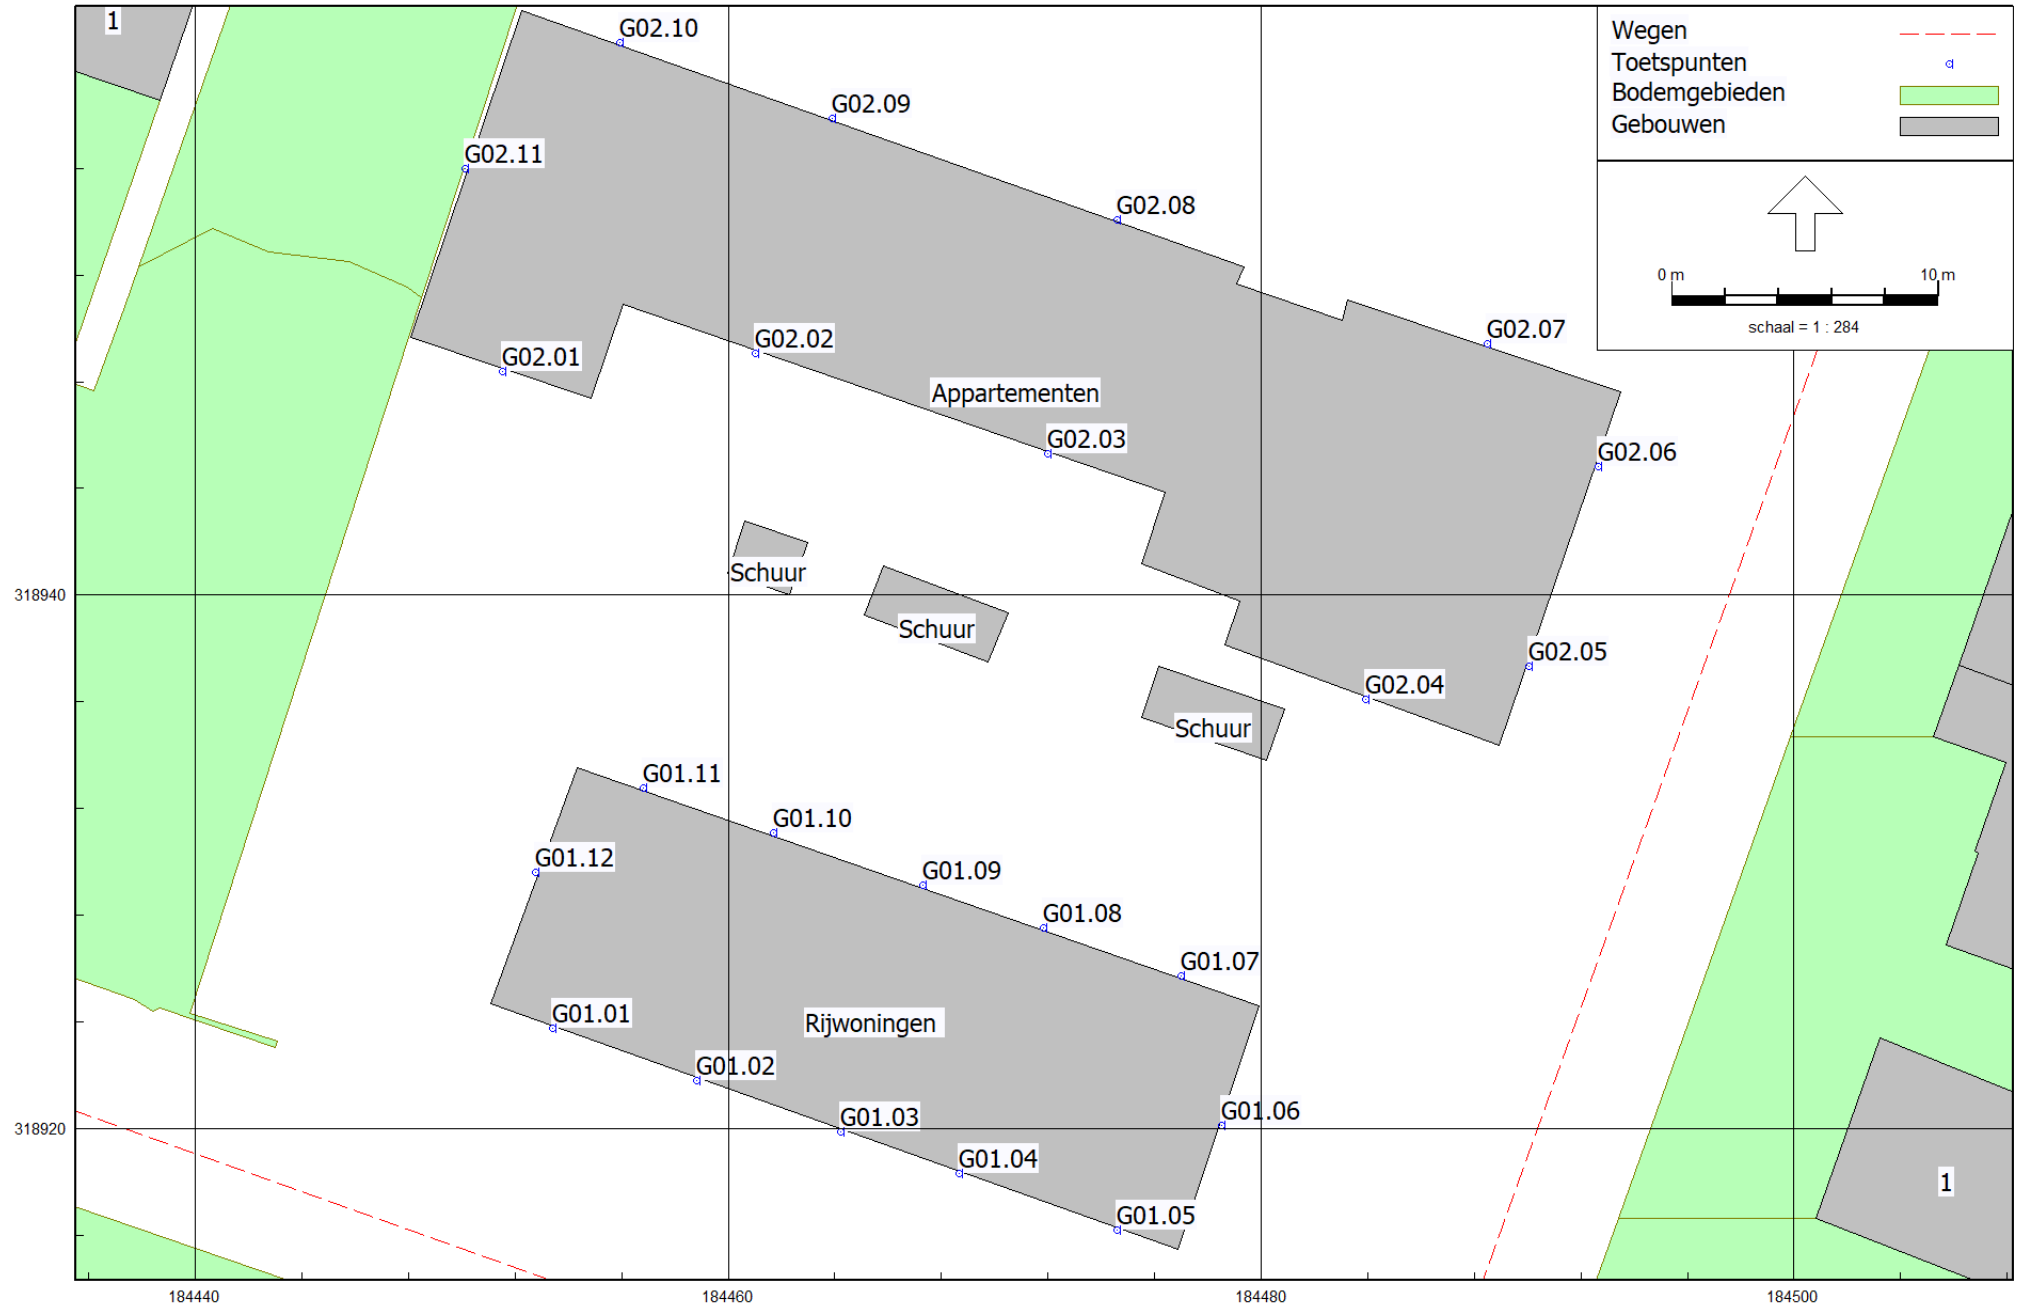 1
G02.10
Wegen
Toetspunten
Bodemgebieden
Gebouwen
G02.09
G02.11
G02.08
0 m 10 m
schaal = 1 : 284
G02.07
G02.02
G02.01
Appartementen
G02.03
G02.06
Schuur
318940
Schuur
G02.05
G02.04
Schuur
G01.11
G01.10
G01.12
G01.09
G01.08
G01.07
G01.01
Rijwoningen
G01.02
G01.03
G01.06
318920
G01.04
1
G01.05
184440 184460 184480 184500